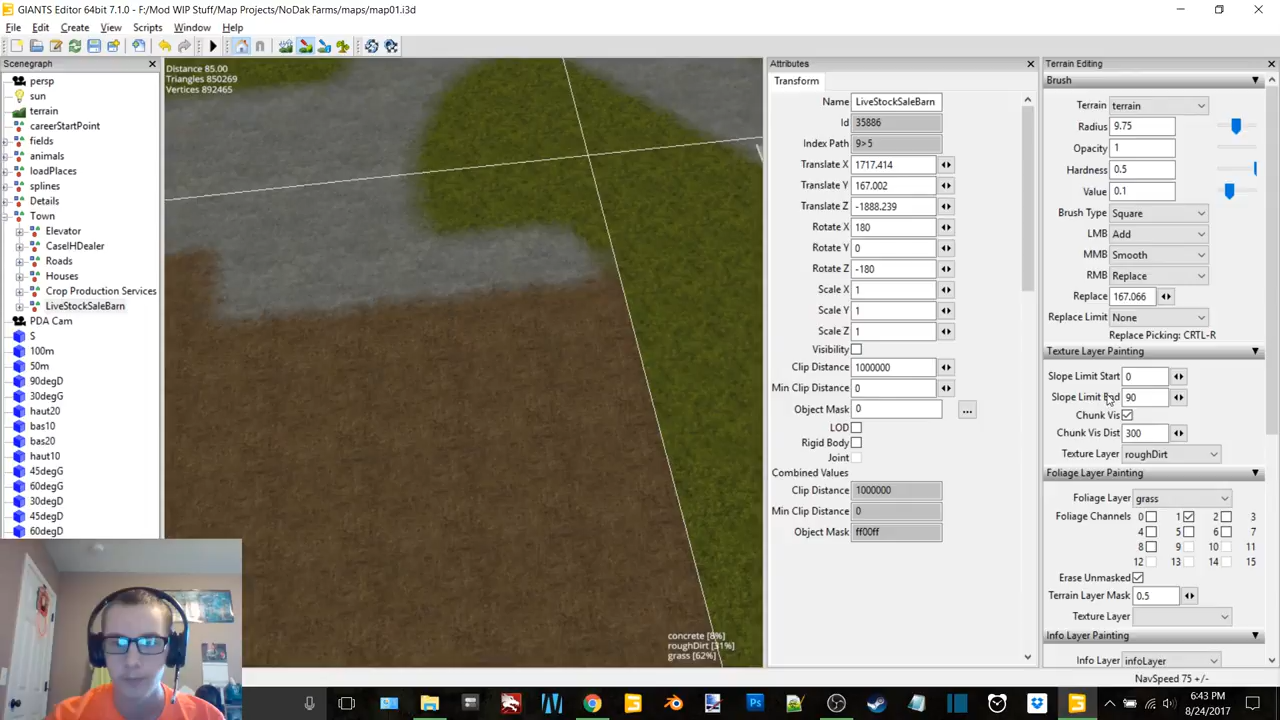 GIANTS Editor 64bit 7.1.0 - F:/Mod WIP Stuff/Map Projects/NoDak Farms/maps/map01.i3d
File Edit Create View Scripts Window Help
Scenegraph
persp
sun
terrain
careerStartPoint
fields
animals
loadPlaces
splines
Details
Town
Elevator
CaseIHDealer
Roads
Houses
Crop Production Services
LiveStockSaleBarn
PDA Cam
S
100m
50m
90degD
30degG
haut20
bas10
bas20
haut10
45degG
60degG
30degD
45degD
60degD
Distance 85.00
Triangles 850269
Vertices 892465
concrete [8%]
roughDirt [31%]
grass [62%]
Attributes
Transform
Name LiveStockSaleBarn
Id 35886
Index Path 9>5
Translate X 1717.414
Translate Y 167.002
Translate Z -1888.239
Rotate X 180
Rotate Y 0
Rotate Z -180
Scale X 1
Scale Y 1
Scale Z 1
Visibility
Clip Distance 1000000
Min Clip Distance 0
Object Mask 0 ...
LOD
Rigid Body
Joint
Combined Values
Clip Distance 1000000
Min Clip Distance 0
Object Mask ff00ff
Terrain Editing
Brush
Terrain terrain
Radius 9.75
Opacity 1
Hardness 0.5
Value 0.1
Brush Type Square
LMB Add
MMB Smooth
RMB Replace
Replace 167.066
Replace Limit None
Replace Picking: CRTL-R
Texture Layer Painting
Slope Limit Start 0
Slope Limit End 90
Chunk Vis
Chunk Vis Dist 300
Texture Layer roughDirt
Foliage Layer Painting
Foliage Layer grass
Foliage Channels 0 1 2 3
4 5 6 7
8 9 10 11
12 13 14 15
Erase Unmasked
Terrain Layer Mask 0.5
Texture Layer
Info Layer Painting
Info Layer infoLayer
NavSpeed 75 +/-
6:43 PM
8/24/2017